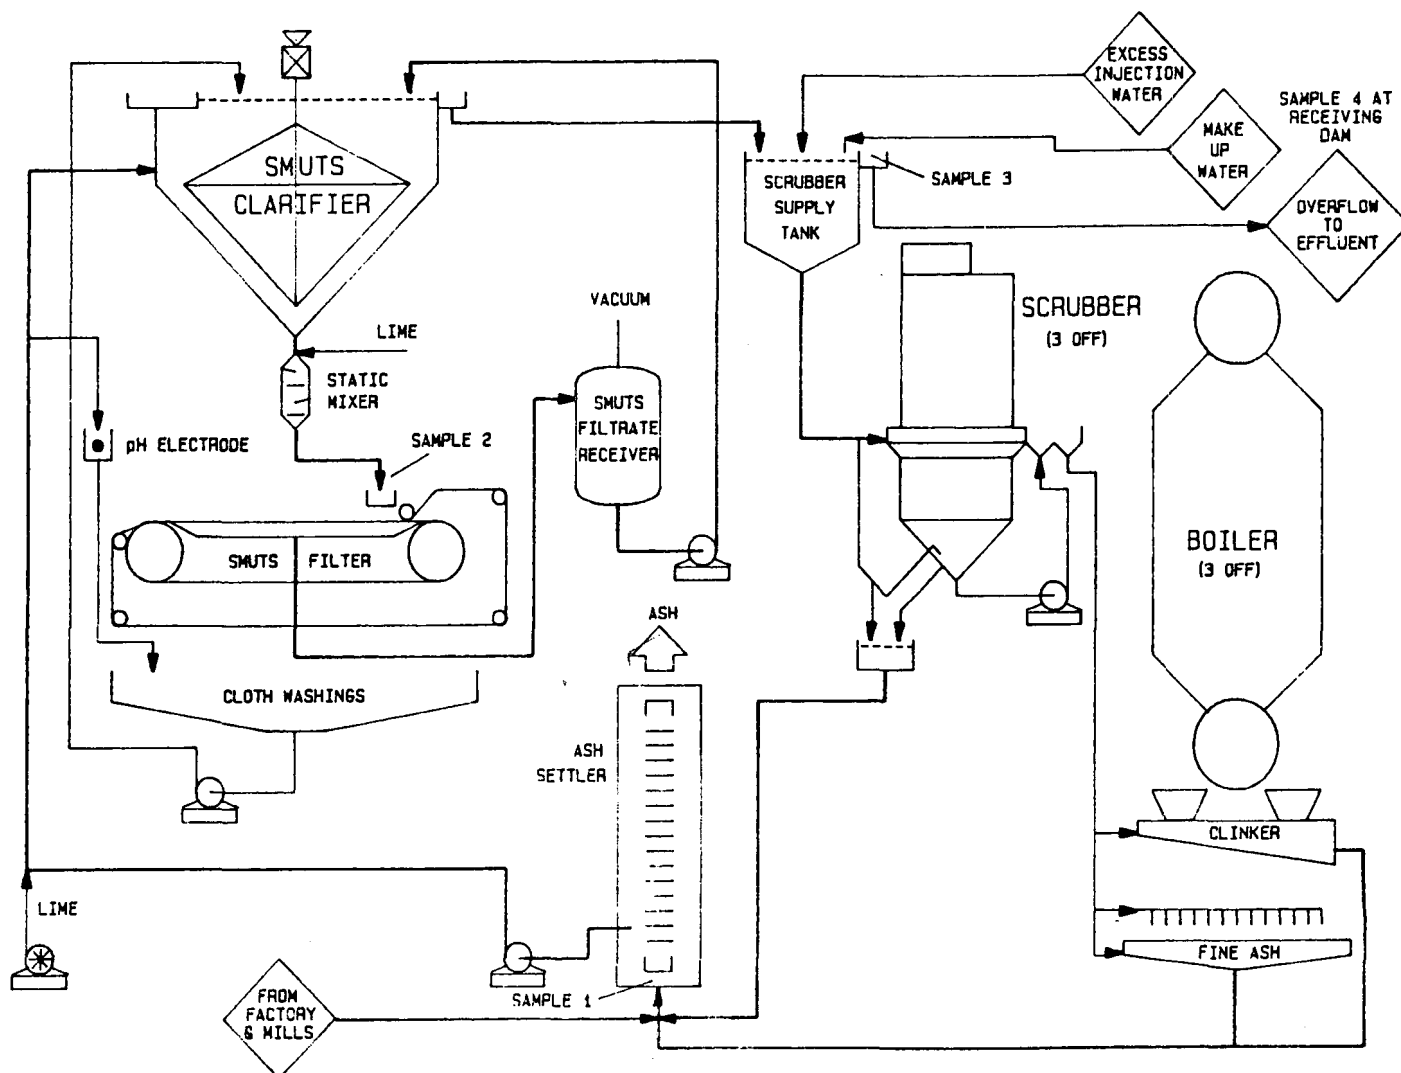 EXCESS
INJECTION
WATER
SAMPLE 4 AT
RECEIVING
DAM
MAKE
UP
WATER
SMUTS
CLARIFIER
SCRUBBER
SUPPLY
TANK
SAMPLE 3
OVERFLOW
TO
EFFLUENT
VACUUM
SCRUBBER
(3 OFF)
LIME
STATIC
MIXER
SMUTS
FILTRATE
RECEIVER
pH ELECTRODE
SAMPLE 2
BOILER
(3 OFF)
SMUTS FILTER
ASH
CLOTH WASHINGS
ASH
SETTLER
CLINKER
LIME
FINE ASH
SAMPLE 1
FROM
FACTORY
& MILLS